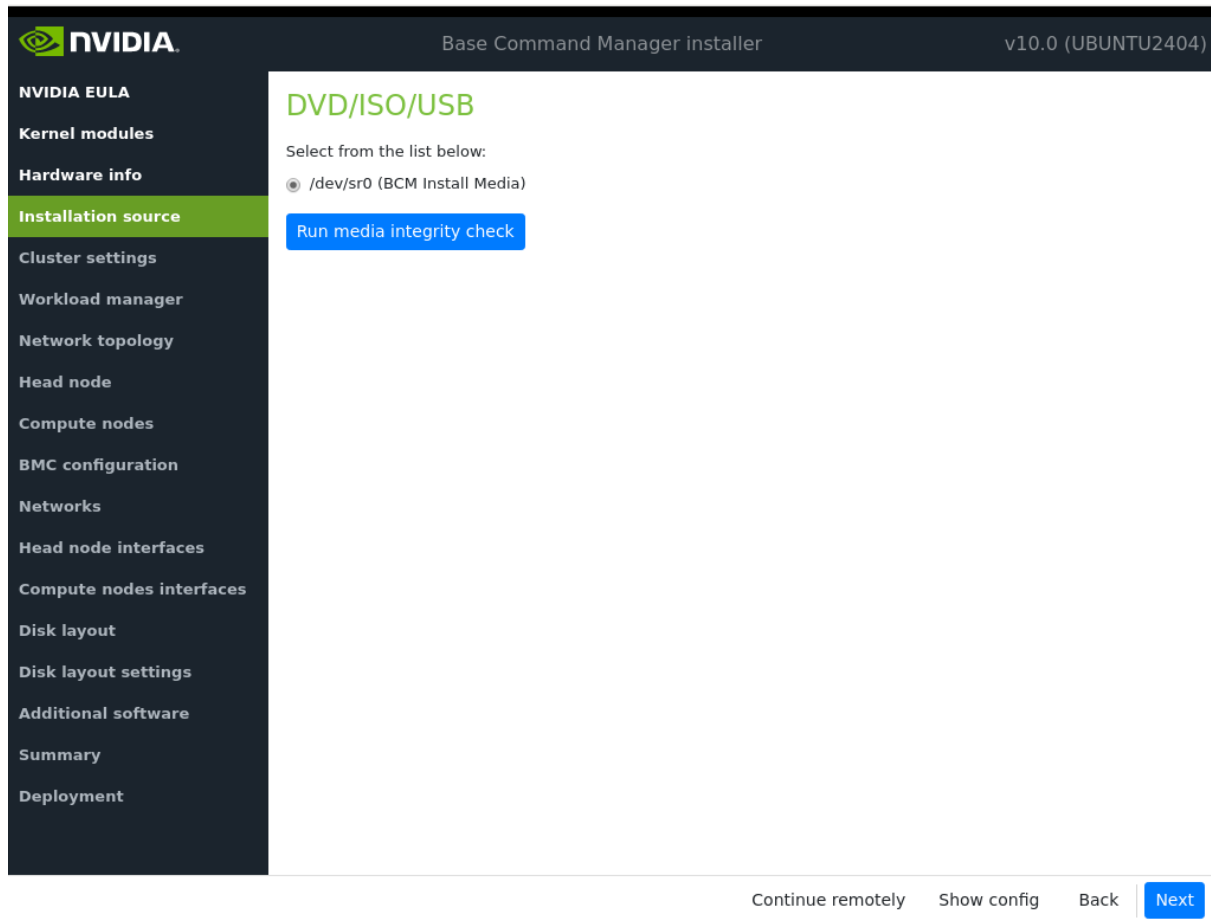 NVIDIA.
Base Command Manager installer
v10.0 (UBUNTU2404)
NVIDIA EULA
Kernel modules
Hardware info
Installation source
Cluster settings
Workload manager
Network topology
Head node
Compute nodes
BMC configuration
Networks
Head node interfaces
Compute nodes interfaces
Disk layout
Disk layout settings
Additional software
Summary
Deployment
DVD/ISO/USB
Select from the list below:
/dev/sr0 (BCM Install Media)
Run media integrity check
Continue remotely
Show config
Back
Next